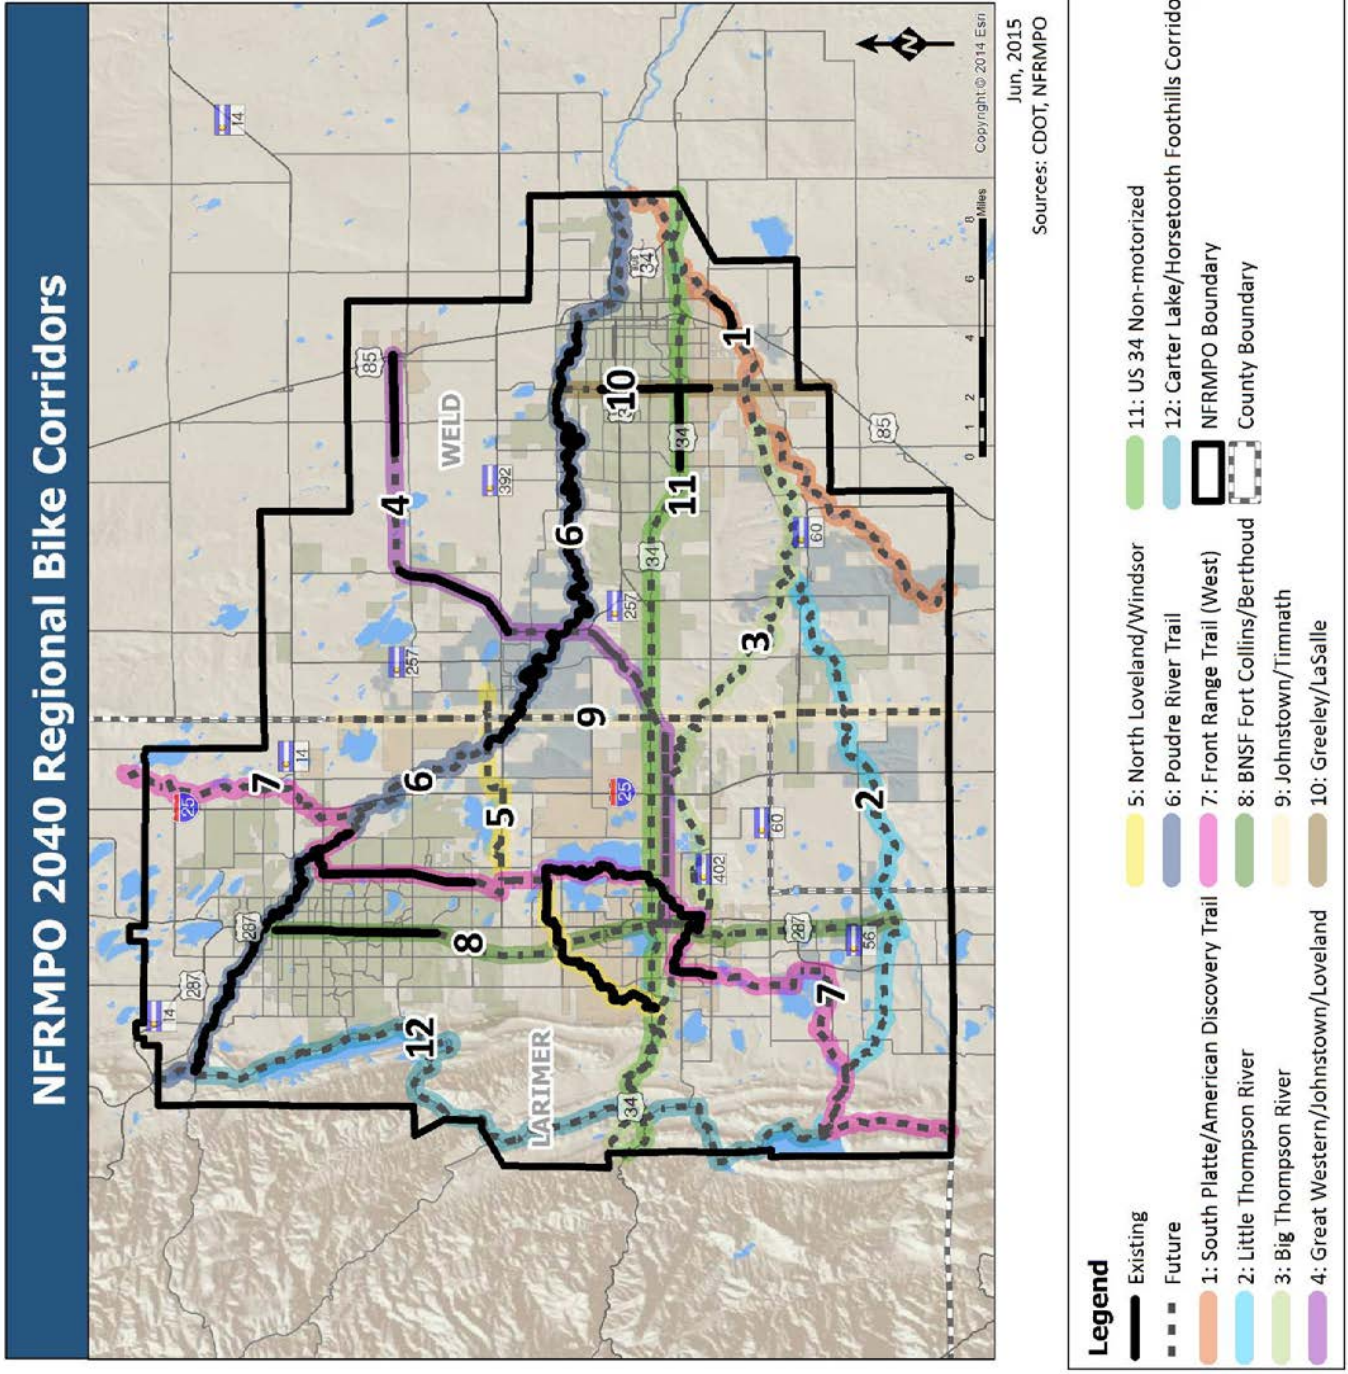 NFRMPO 2040 Regional Bike Corridors
14
287
14
287
25
14
7
6
8
12
7
5
6
257
392
WELD
4
85
LARIMER
34
25
9
257
6
10
34
11
34
34
402
60
3
60
1
85
287
56
7
2
N
0 1 2 4 6 8
Miles
Copyright © 2014 Esri
Jun, 2015
Sources: CDOT, NFRMPO
Legend
Existing
Future
1: South Platte/American Discovery Trail
2: Little Thompson River
3: Big Thompson River
4: Great Western/Johnstown/Loveland
5: North Loveland/Windsor
6: Poudre River Trail
7: Front Range Trail (West)
8: BNSF Fort Collins/Berthoud
9: Johnstown/Timnath
10: Greeley/LaSalle
11: US 34 Non-motorized
12: Carter Lake/Horsetooth Foothills Corrido
NFRMPO Boundary
County Boundary